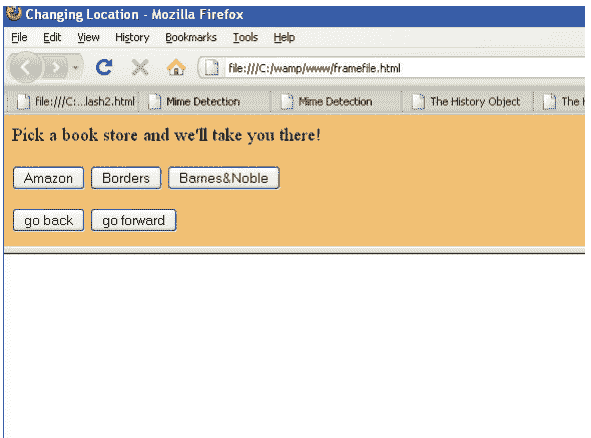 Changing Location - Mozilla Firefox
File Edit View History Bookmarks Tools Help
file:///C:/wamp/www/framefile.html
file:///C:...lash2.html Mime Detection Mime Detection The History Object The
Pick a book store and we'll take you there!
Amazon Borders Barnes&Noble
go back go forward